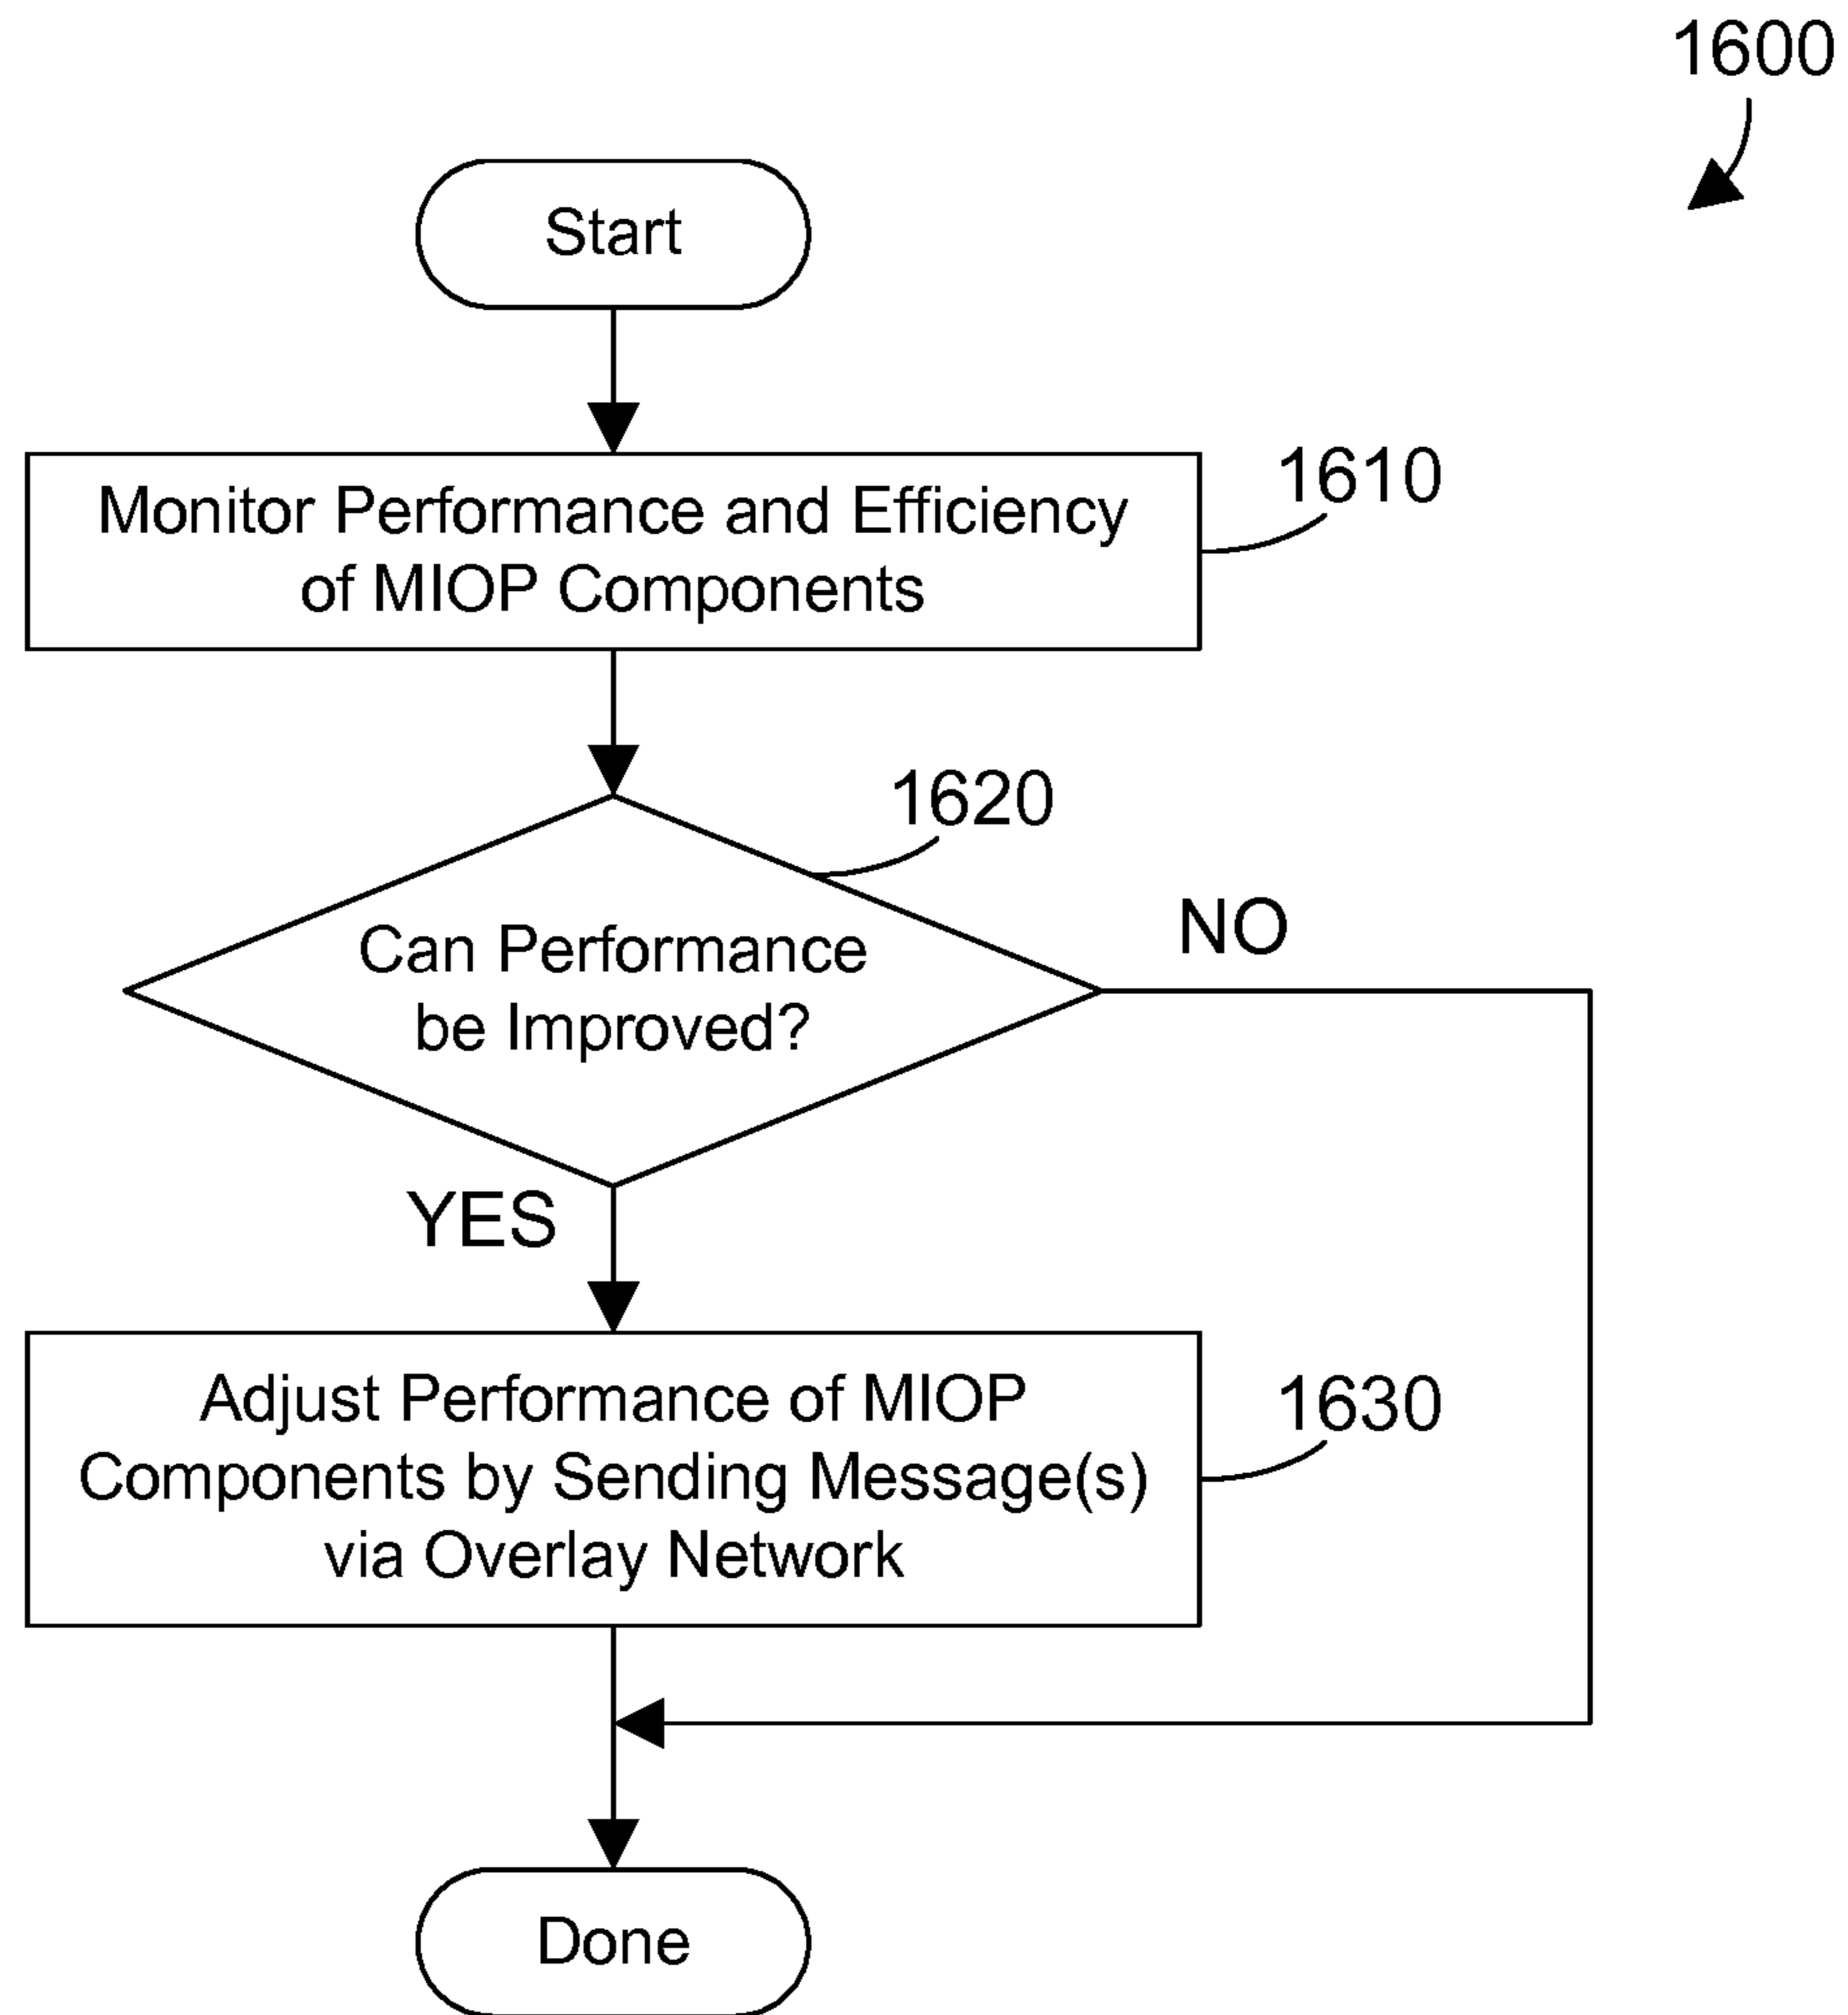 1600
Start
Monitor Performance and Efficiency
of MIOP Components
1610
1620
Can Performance
be Improved?
NO
YES
Adjust Performance of MIOP
Components by Sending Message(s)
via Overlay Network
1630
Done